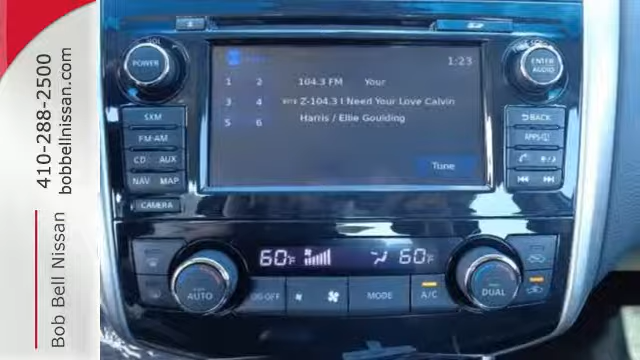 410-288-2500
bobbellnissan.com
Bob Bell Nissan
VOL
POWER
ENTER
AUDIO
1:23
1 2 104.3 FM Your
3 4 Z-104.3 I Need Your Love Calvin
5 6 Harris / Ellie Goulding
Tune
SXM
FM·AM
CD AUX
NAV MAP
CAMERA
BACK
APPS
60°F 60°F
AUTO
ON·OFF
MODE
A/C
DUAL